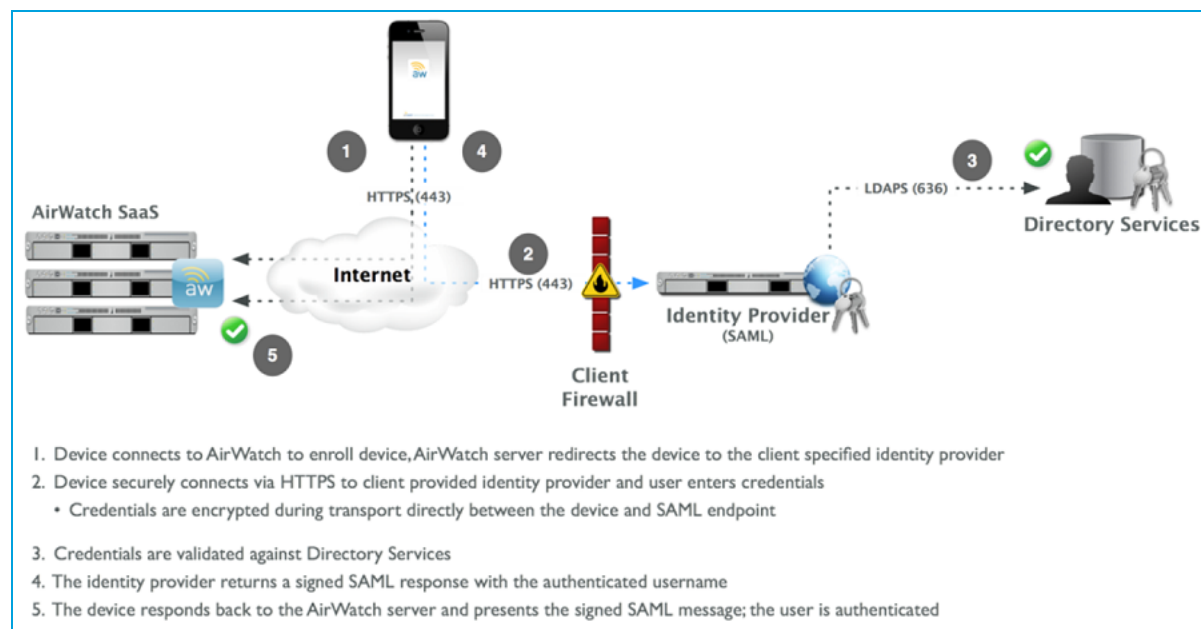 aw
1
4
3
HTTPS (443)
LDAPS (636)
AirWatch SaaS
Directory Services
2
Internet
HTTPS (443)
aw
Identity Provider
(SAML)
5
Client
Firewall
1. Device connects to AirWatch to enroll device, AirWatch server redirects the device to the client specified identity provider
2. Device securely connects via HTTPS to client provided identity provider and user enters credentials
• Credentials are encrypted during transport directly between the device and SAML endpoint
3. Credentials are validated against Directory Services
4. The identity provider returns a signed SAML response with the authenticated username
5. The device responds back to the AirWatch server and presents the signed SAML message; the user is authenticated